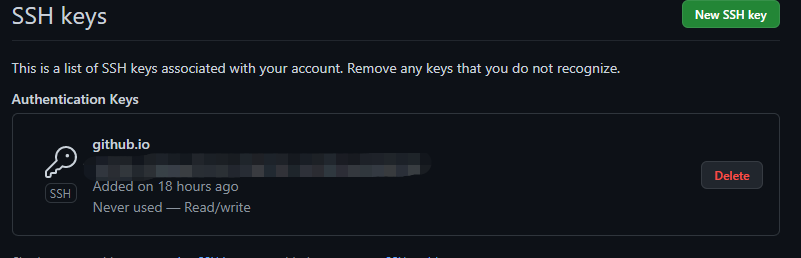 SSH keys
New SSH key
This is a list of SSH keys associated with your account. Remove any keys that you do not recognize.
Authentication Keys
github.io
SSH
Added on 18 hours ago
Never used — Read/write
Delete